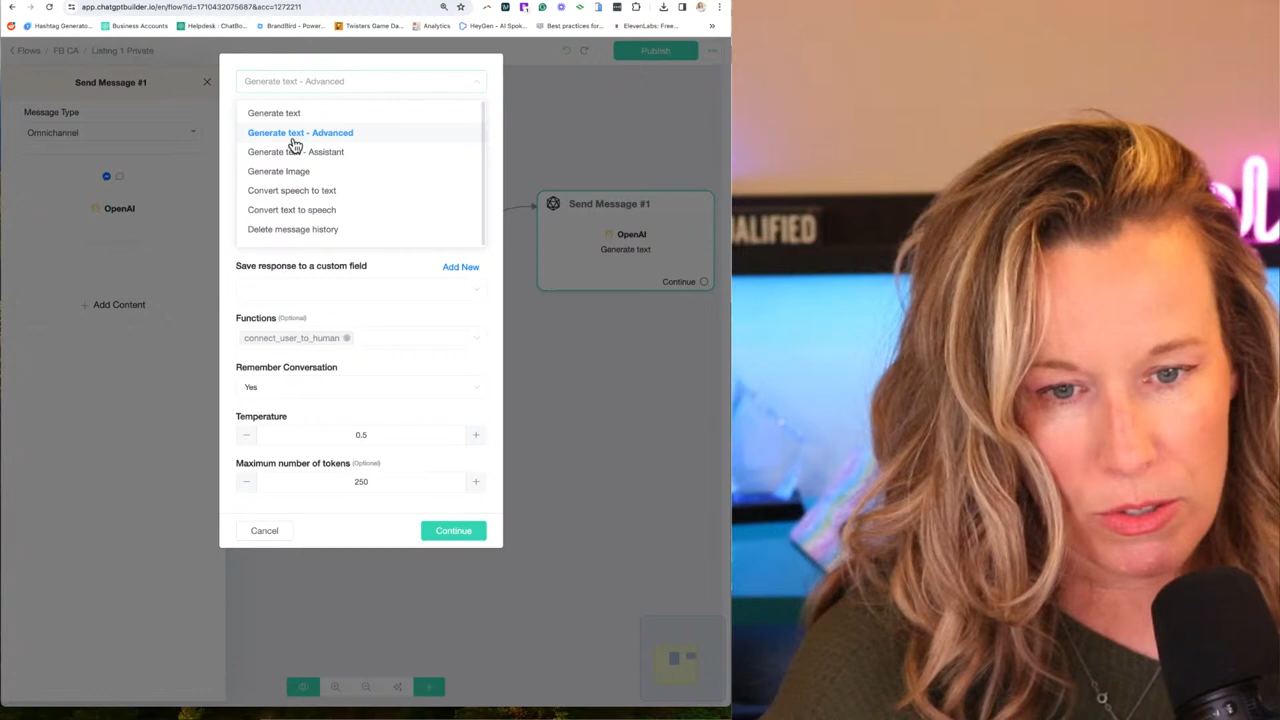 app.chatgptbuilder.io/en/flow?id=1710432075687&acc=1272211
Hashtag Generato...
Business Accounts
Helpdesk : ChatBo...
BrandBird - Power...
Twisters Game Da...
Analytics
HeyGen - AI Spok...
Best practices for...
ElevenLabs: Free...
Flows / FB CA / Listing 1 Private
Publish
Send Message #1
Message Type
Omnichannel
OpenAI
Add Content
Generate text - Advanced
Generate text
Generate text - Advanced
Generate text - Assistant
Generate Image
Convert speech to text
Convert text to speech
Delete message history
Save response to a custom field
Add New
Functions (Optional)
connect_user_to_human
Remember Conversation
Yes
Temperature
0.5
Maximum number of tokens (Optional)
250
Cancel
Continue
Send Message #1
OpenAI
Generate text
Continue
ALIFIED